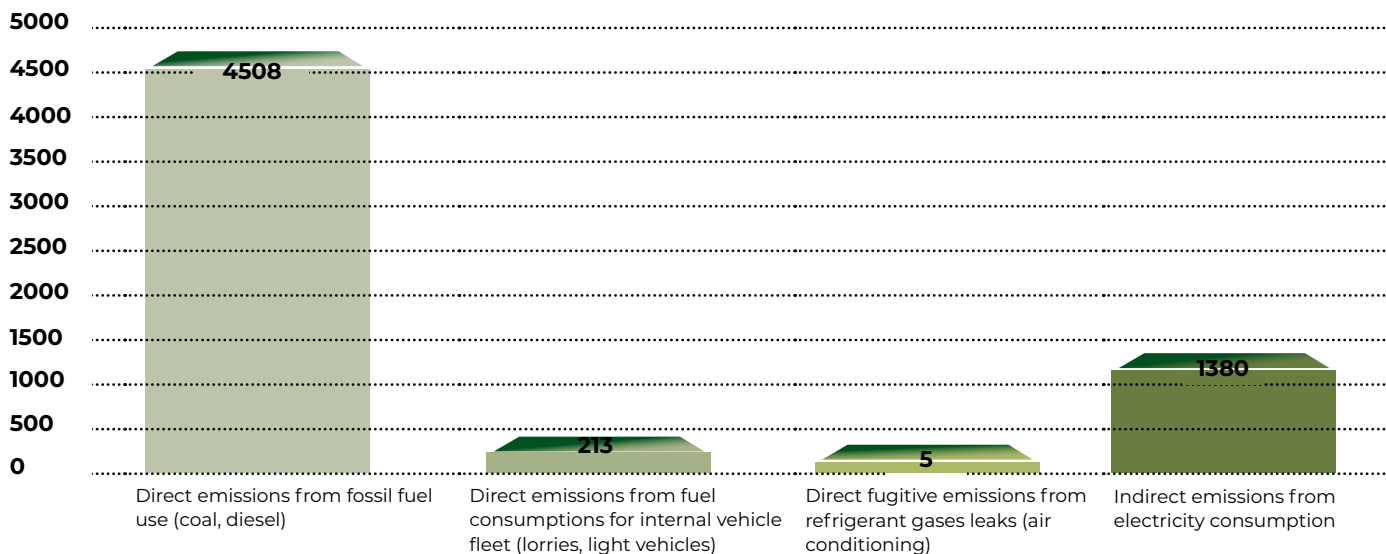 5000
4500
4000
3500
3000
2500
2000
1500
1000
500
0
4508
213
5
1380
Direct emissions from fossil fuel
use (coal, diesel)
Direct emissions from fuel
consumptions for internal vehicle
fleet (lorries, light vehicles)
Direct fugitive emissions from
refrigerant gases leaks (air
conditioning)
Indirect emissions from
electricity consumption